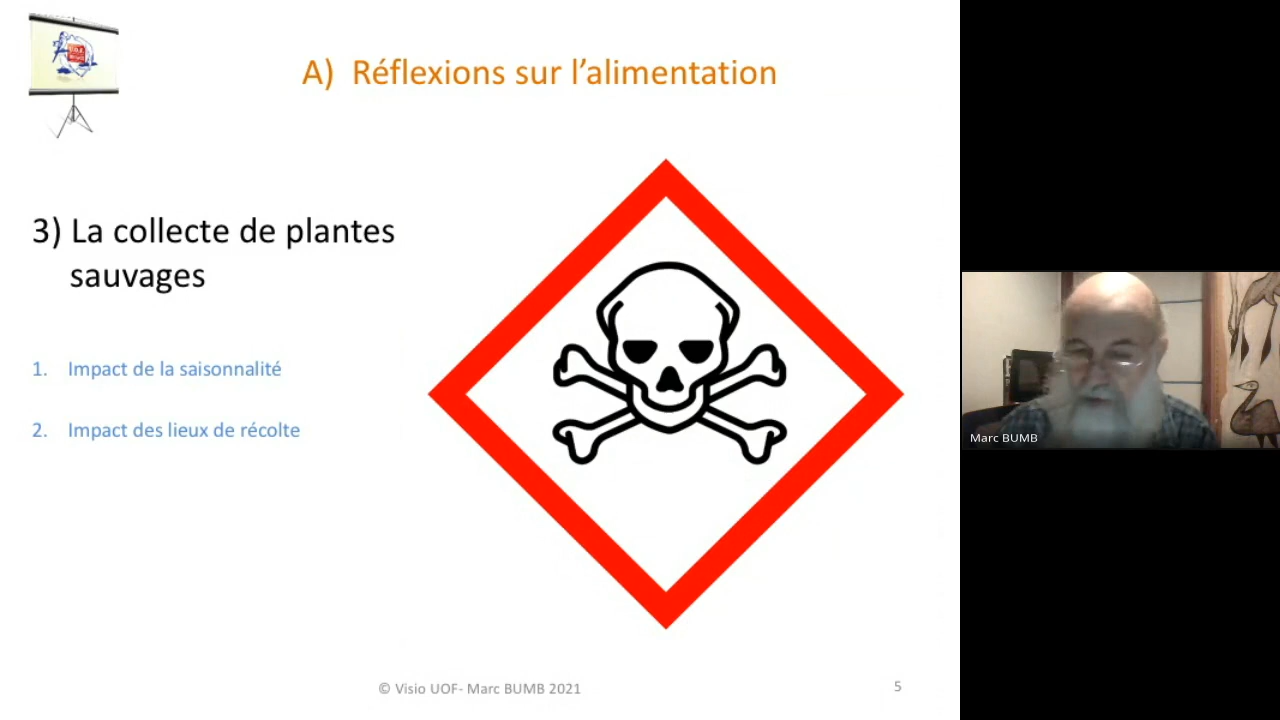 A) Réflexions sur l’alimentation
3) La collecte de plantes
sauvages
1. Impact de la saisonnalité
2. Impact des lieux de récolte
Marc BUMB
© Visio UOF- Marc BUMB 2021
5